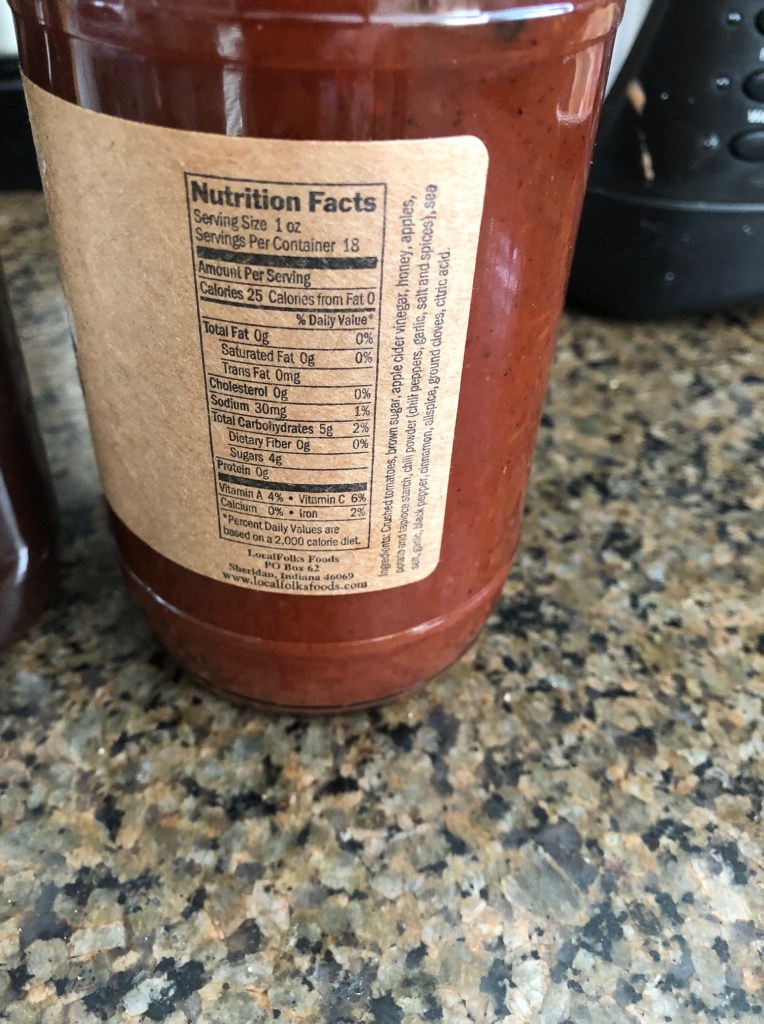 Nutrition Facts
Serving Size 1 oz
Servings Per Container 18
Amount Per Serving
Calories 25 Calories from Fat 0
% Daily Value*
Total Fat 0g 0%
Saturated Fat 0g 0%
Trans Fat 0mg
Cholesterol 0g 0%
Sodium 30mg 1%
Total Carbohydrates 5g 2%
Dietary Fiber 0g 0%
Sugars 4g
Protein 0g
Vitamin A 4% • Vitamin C 6%
Calcium 0% • Iron 2%
*Percent Daily Values are
based on a 2,000 calorie diet.
LocalFolks Foods
PO Box 62
Sheridan, Indiana 46069
www.localfolksfoods.com
Ingredients: Crushed tomatoes, brown sugar, apple cider vinegar, honey, apples,
potato and tapioca starch, chili powder (chili peppers, garlic, salt and spices), sea
salt, garlic, black pepper, cinnamon, allspice, ground cloves, citric acid.